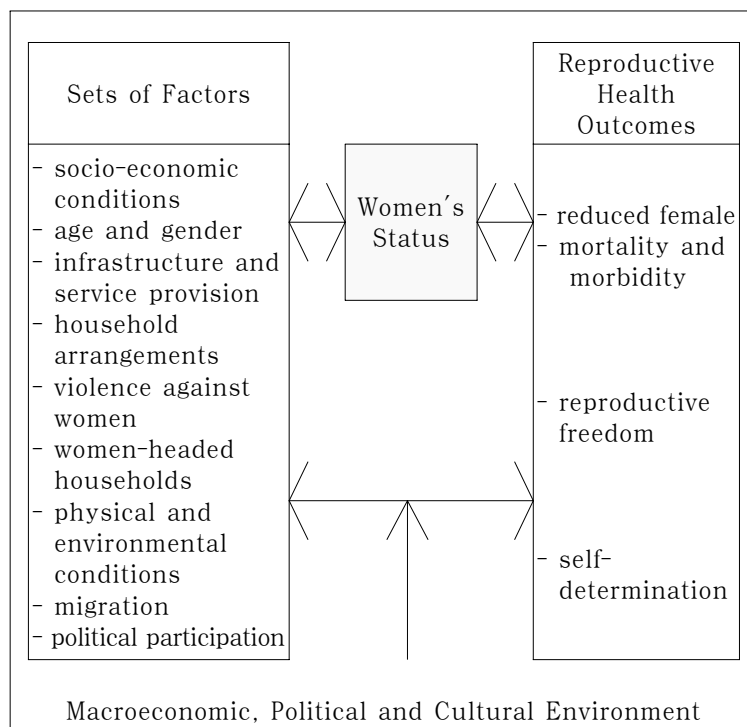 Sets of Factors
- socio-economic
conditions
- age and gender
- infrastructure and
service provision
- household
arrangements
- violence against
women
- women-headed
households
- physical and
environmental
conditions
- migration
- political participation
Women´s
Status
Reproductive
Health
Outcomes
- reduced female
- mortality and
morbidity
- reproductive
freedom
- self-
determination
Macroeconomic, Political and Cultural Environment